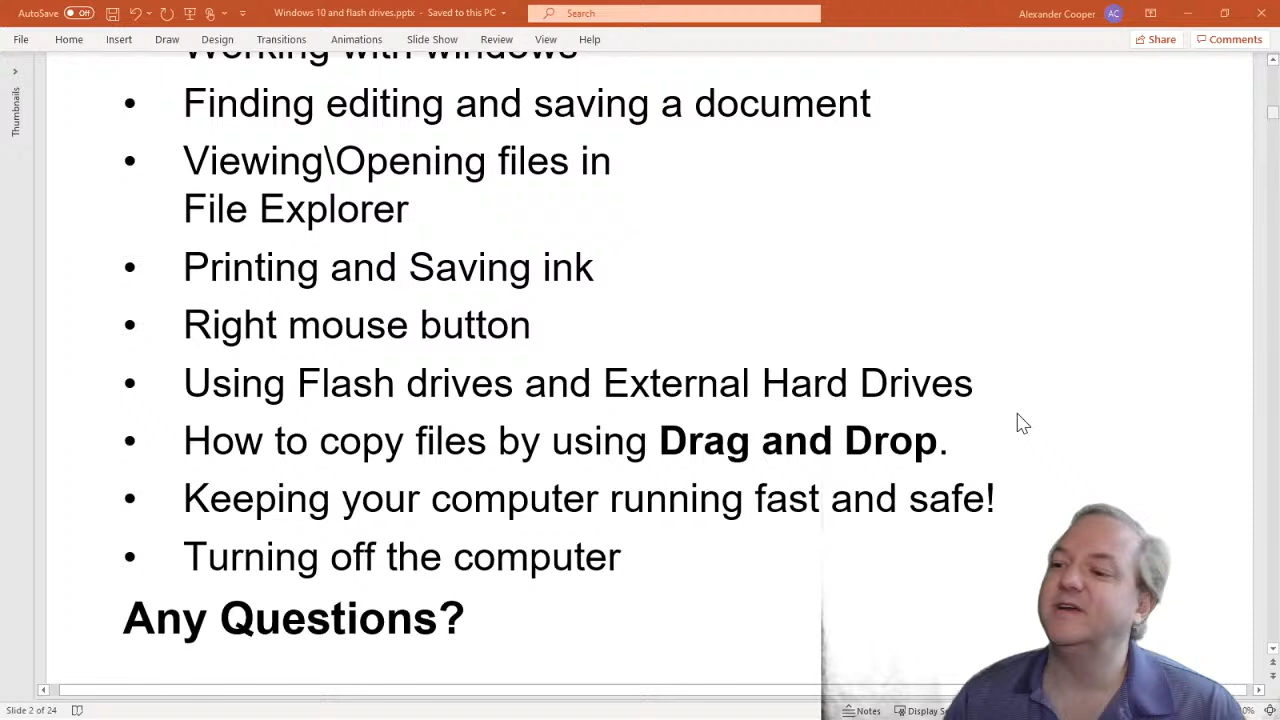 AutoSave Off Windows 10 and flash drives.pptx - Saved to this PC Search Alexander Cooper AC
File Home Insert Draw Design Transitions Animations Slide Show Review View Help Share Comments
Thumbnails
Working with windows
• Finding editing and saving a document
• Viewing\Opening files in
File Explorer
• Printing and Saving ink
• Right mouse button
• Using Flash drives and External Hard Drives
• How to copy files by using Drag and Drop.
• Keeping your computer running fast and safe!
• Turning off the computer
Any Questions?
Slide 2 of 24 Notes Display